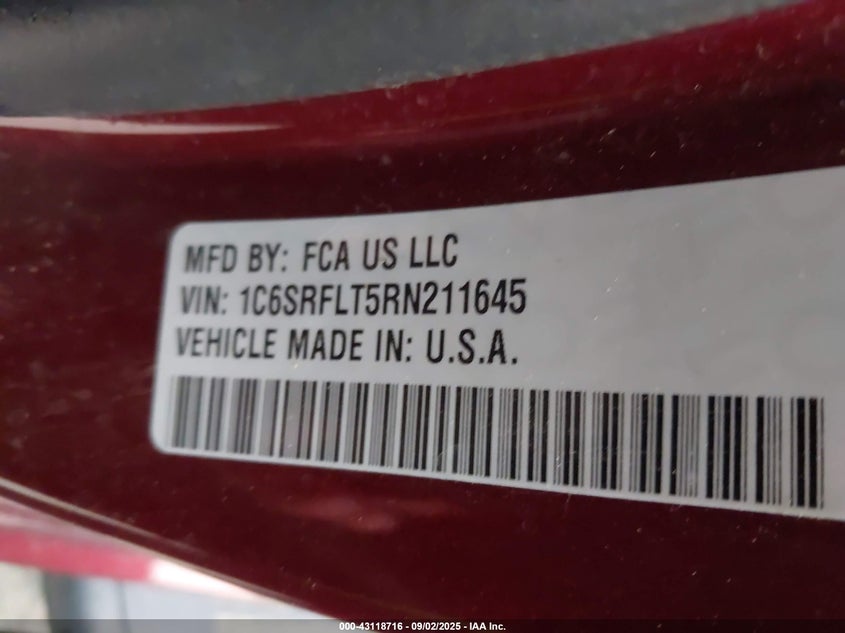 MFD BY: FCA US LLC
VIN: 1C6SRFLT5RN211645
VEHICLE MADE IN: U.S.A.
000-43118716 - 09/02/2025 - IAA Inc.